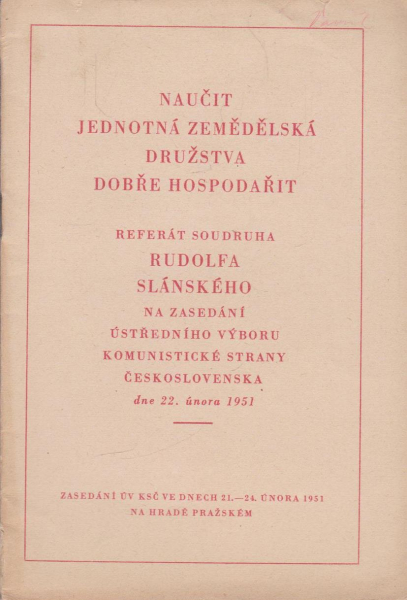 NAUČIT
JEDNOTNÁ ZEMĚDĚLSKÁ
DRUŽSTVA
DOBŘE HOSPODAŘIT
REFERÁT SOUDRUHA
RUDOLFA
SLÁNSKÉHO
NA ZASEDÁNÍ
ÚSTŘEDNÍHO VÝBORU
KOMUNISTICKÉ STRANY
ČESKOSLOVENSKA
dne 22. února 1951
ZASEDÁNÍ ÚV KSČ VE DNECH 21.—24. ÚNORA 1951
NA HRADĚ PRAŽSKÉM